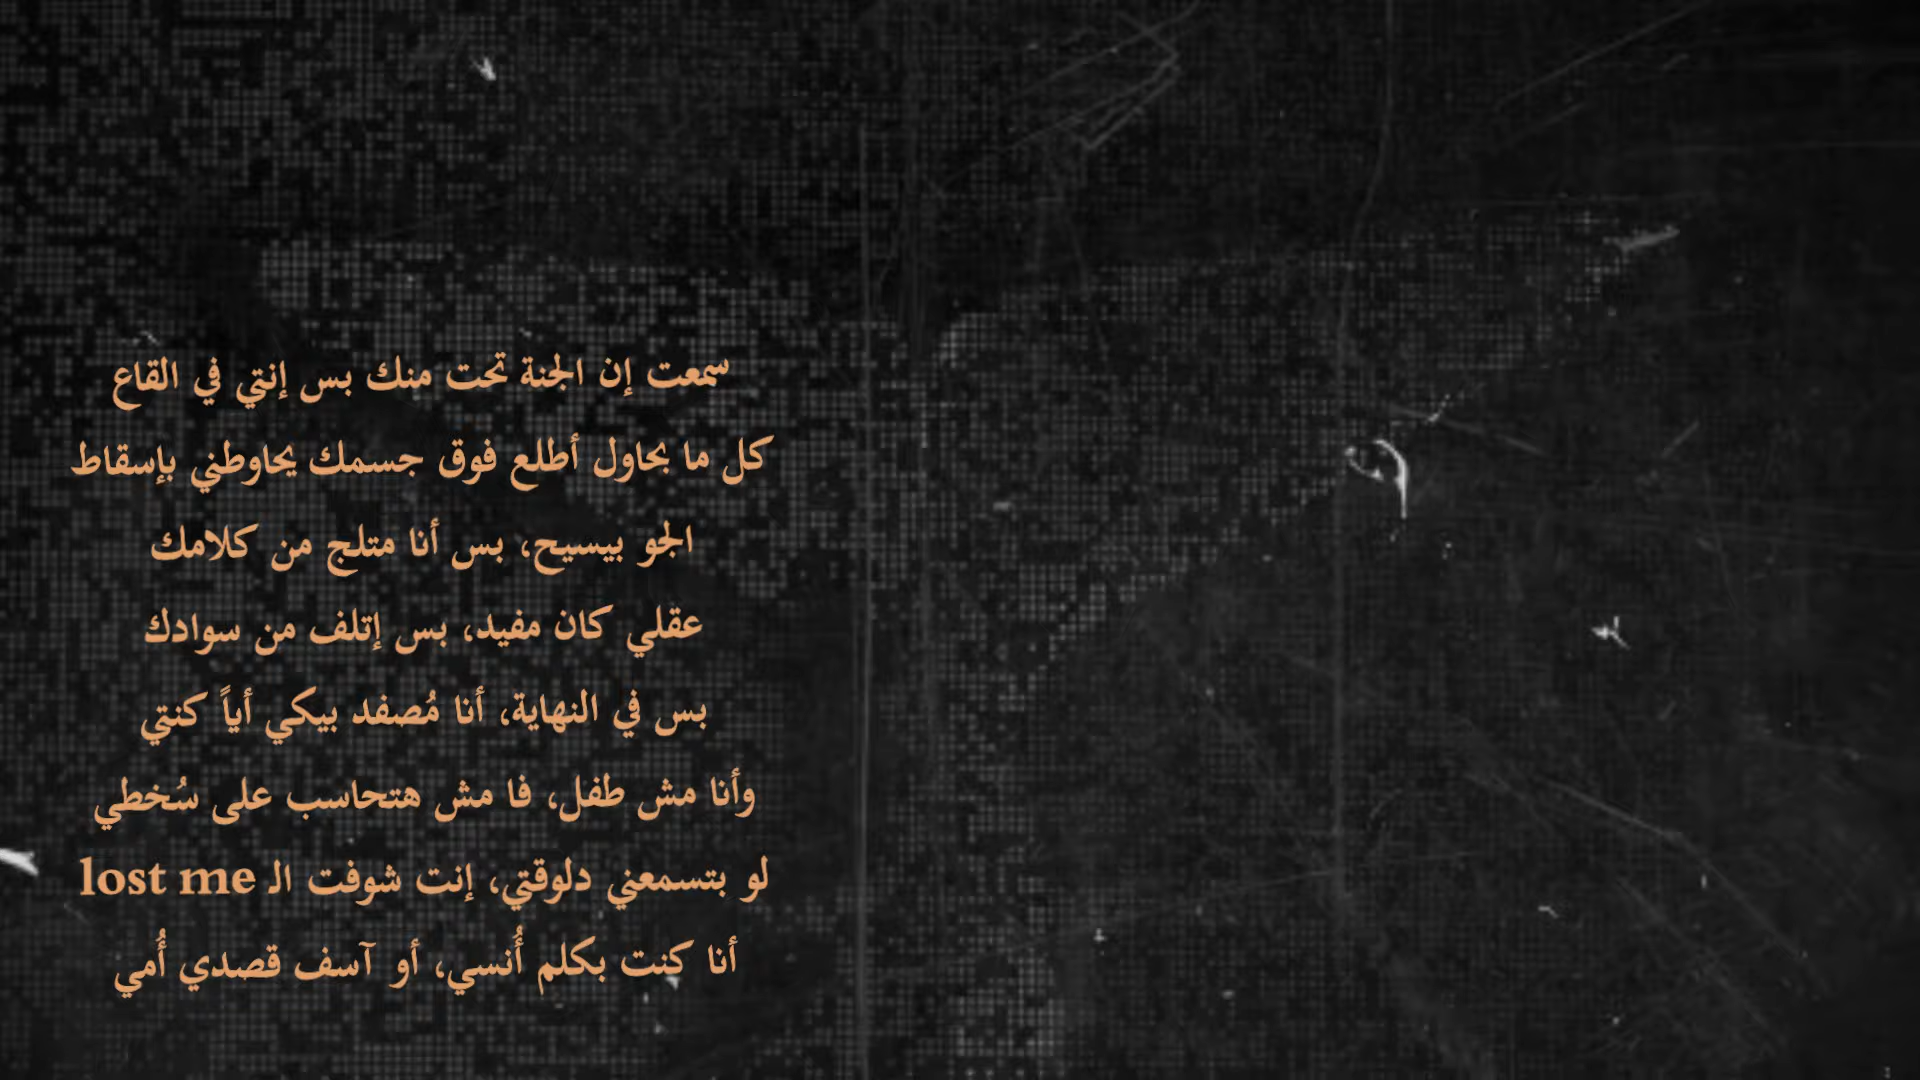 سمعت إن الجنة تحت منك بس إنتي في القاع
كل ما بحاول أطلع فوق جسمك يحاوطني بإسقاط
الجو بيسيح، بس أنا متلج من كلامك
عقلي كان مفيد، بس إتلف من سوادك
بس في النهاية، أنا مُصفد بيكي أياً كنتي
وأنا مش طفل، فا مش هتحاسب على سُخطي
لو بتسمعني دلوقتي، إنت شوفت الـ lost me
أنا كنت بكلم أُنسي، أو آسف قصدي أُمي